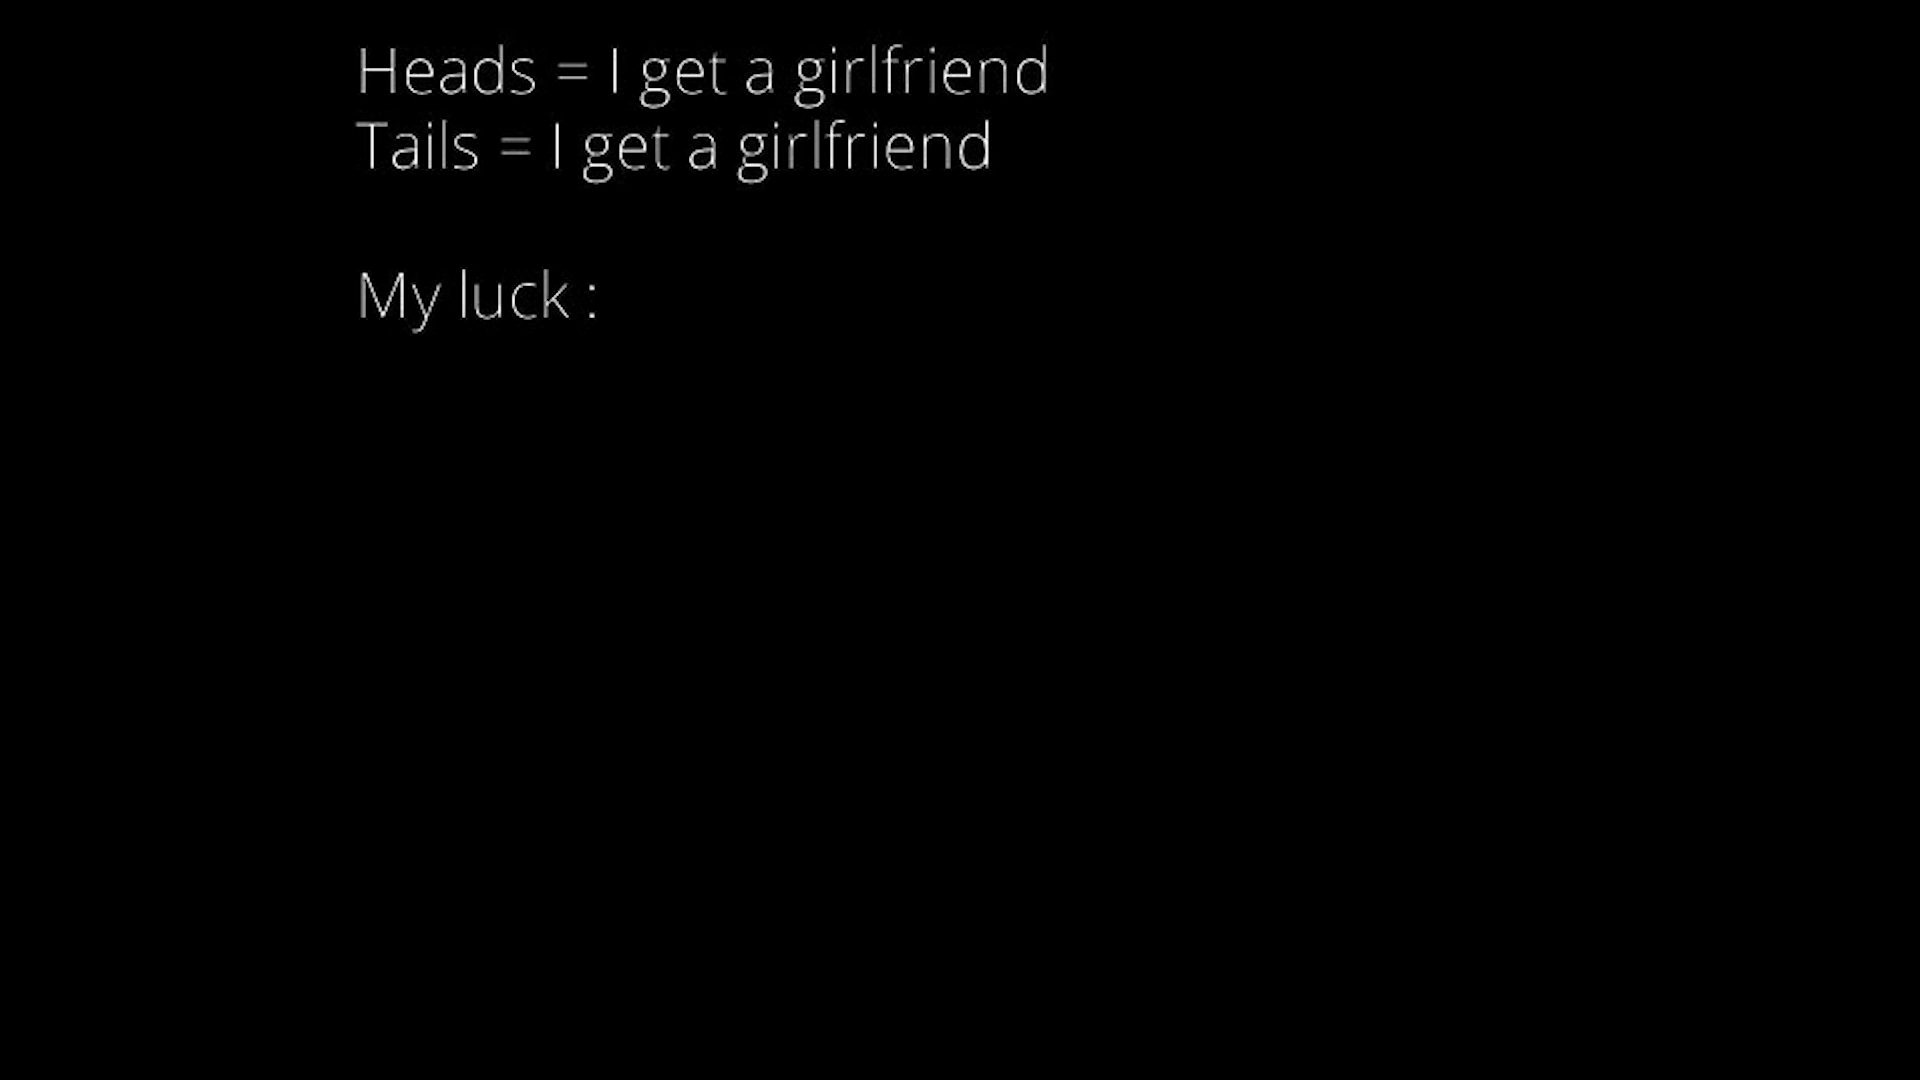 Heads = I get a girlfriend
Tails = I get a girlfriend
My luck :